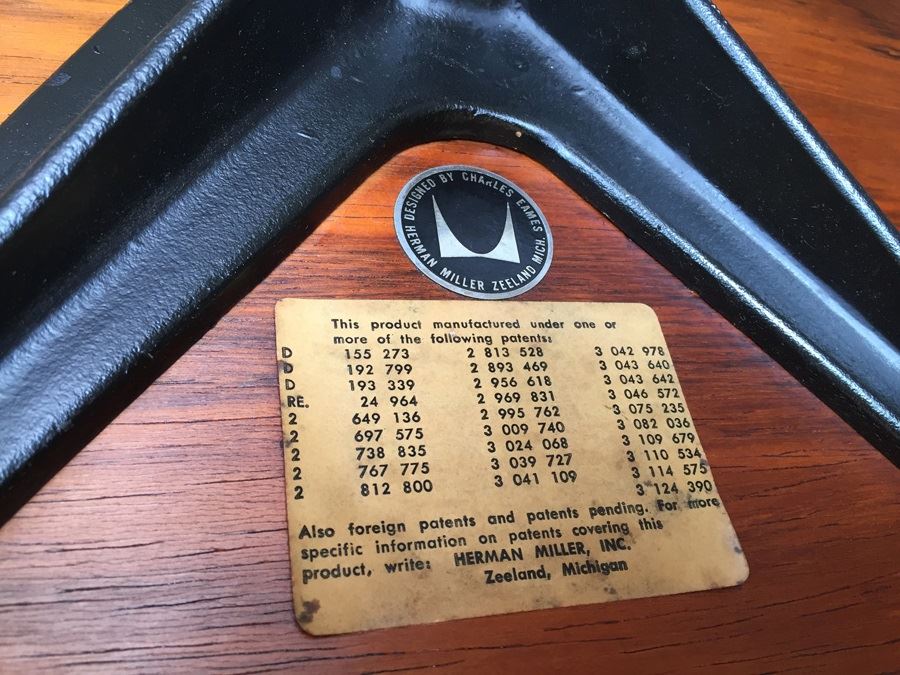 DESIGNED BY CHARLES EAMES
HERMAN MILLER ZEELAND MICH.
This product manufactured under one or
more of the following patents:
D 155 273 2 813 528 3 042 978
D 192 799 2 893 469 3 043 640
D 193 339 2 956 618 3 043 642
RE. 24 964 2 969 831 3 046 572
2 649 136 2 995 762 3 075 235
2 697 575 3 009 740 3 082 036
2 738 835 3 024 068 3 109 679
2 767 775 3 039 727 3 110 534
2 812 800 3 041 109 3 114 575
3 124 390
Also foreign patents and patents pending. For more
specific information on patents covering this
product, write: HERMAN MILLER, INC.
Zeeland, Michigan